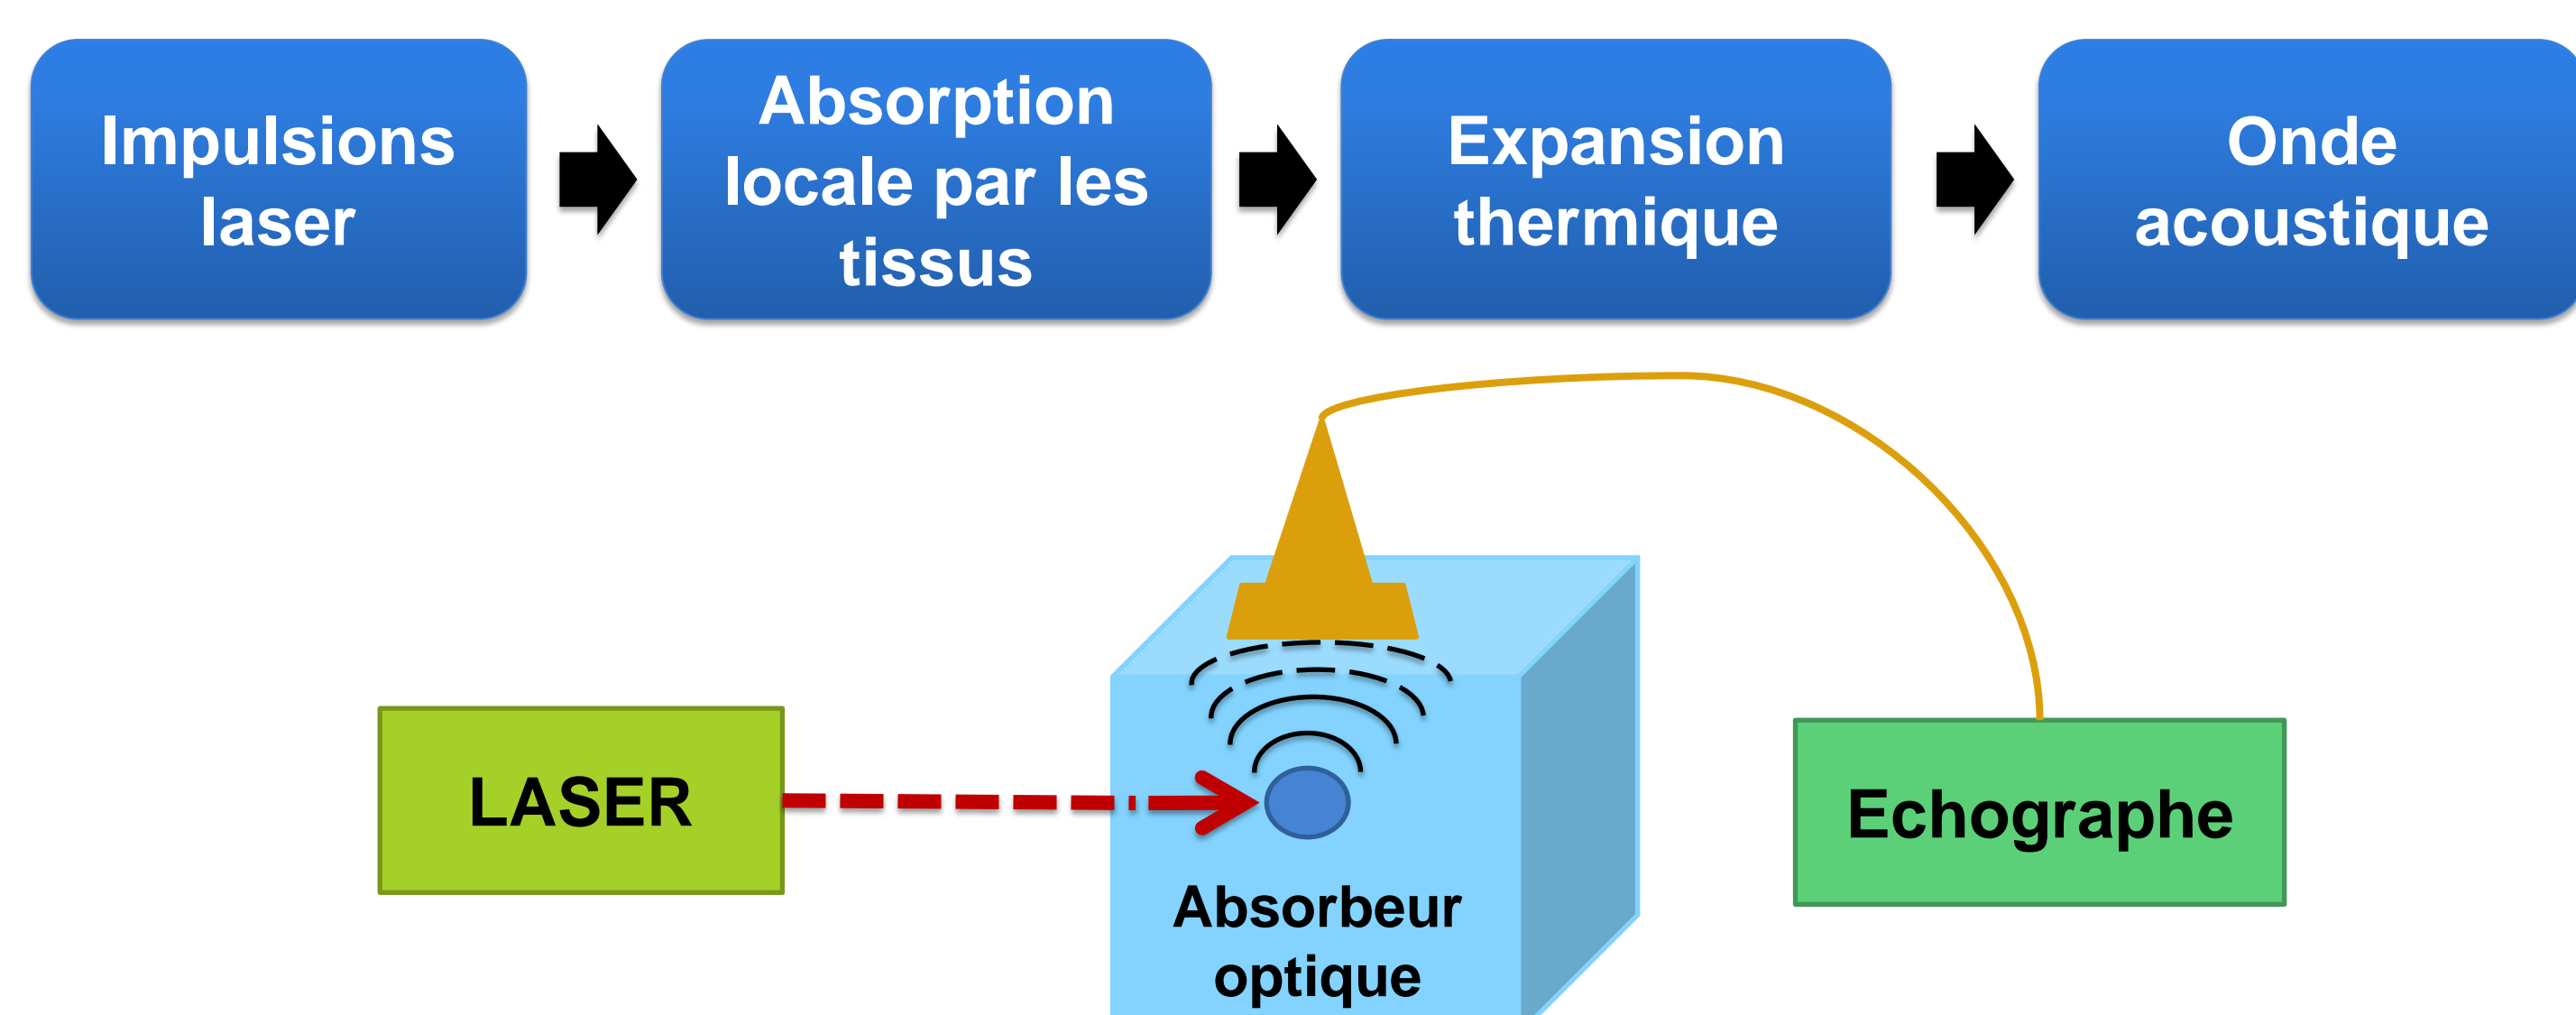 Impulsions
laser
Absorption
locale par les
tissus
Expansion
thermique
Onde
acoustique
LASER
Echographe
Absorbeur
optique